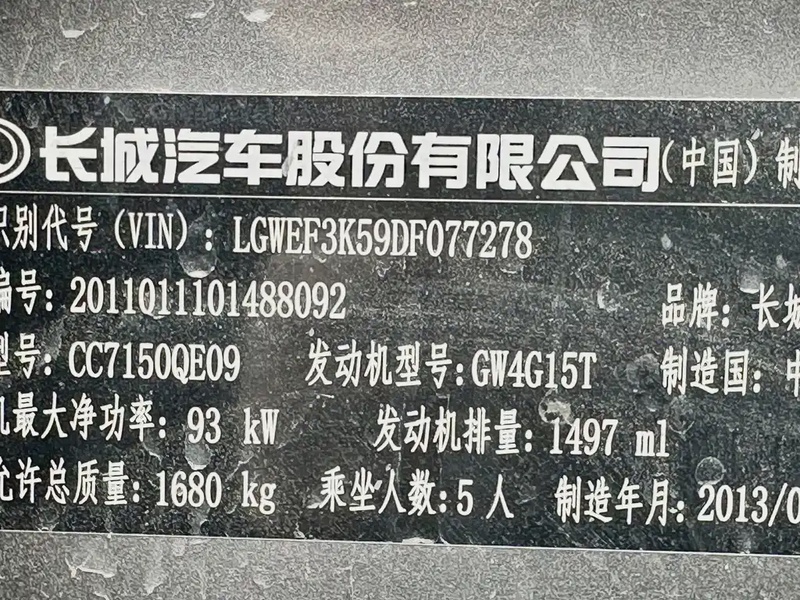 长城汽车股份有限公司(中国)制
识别代号(VIN): LGWEF3K59DF077278
编号: 2011011101488092 品牌: 长城
型号: CC7150QE09 发动机型号: GW4G15T 制造国: 中
机最大净功率: 93 kW 发动机排量: 1497 ml
允许总质量: 1680 kg 乘坐人数: 5 人 制造年月: 2013/0